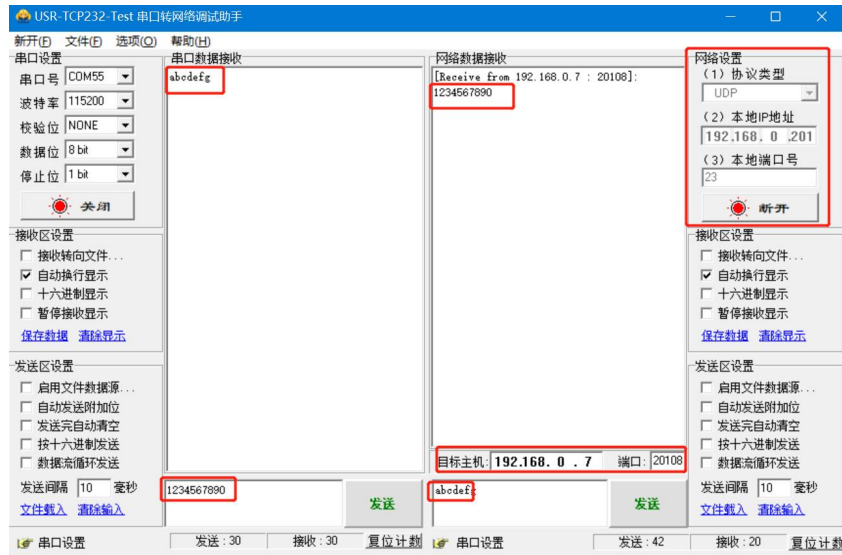 USR-TCP232-Test 串口转网络调试助手
新开(F) 文件(F) 选项(O) 帮助(H)
串口设置
串口号 COM55
波特率 115200
校验位 NONE
数据位 8 bit
停止位 1 bit
关闭
接收区设置
接收转向文件...
自动换行显示
十六进制显示
暂停接收显示
保存数据 清除显示
发送区设置
启用文件数据源...
自动发送附加位
发送完自动清空
按十六进制发送
数据流循环发送
发送间隔 10 毫秒
文件载入 清除输入
串口数据接收
abcdefg
1234567890
发送
网络数据接收
[Receive from 192.168.0.7 : 20108]:
1234567890
目标主机: 192.168. 0 . 7 端口: 20108
abcdefg
发送
网络设置
(1) 协议类型
UDP
(2) 本地IP地址
192.168. 0 .201
(3) 本地端口号
23
断开
接收区设置
接收转向文件...
自动换行显示
十六进制显示
暂停接收显示
保存数据 清除显示
发送区设置
启用文件数据源...
自动发送附加位
发送完自动清空
按十六进制发送
数据流循环发送
发送间隔 10 毫秒
文件载入 清除输入
串口设置 发送 : 30 接收 : 30 复位计数 串口设置 发送 : 42 接收 : 20 复位计数